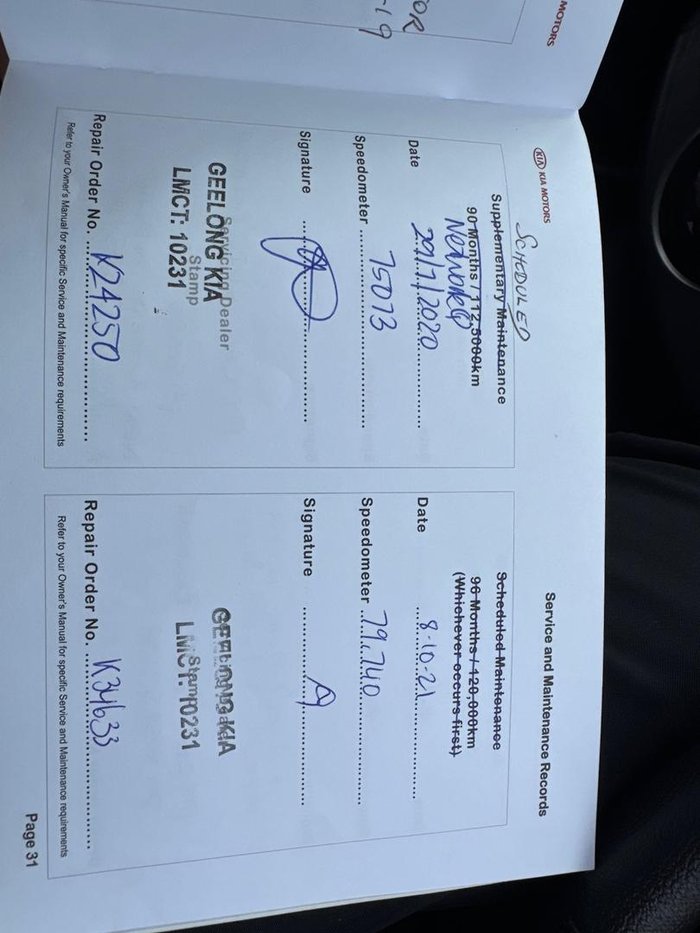 MOTORS
OR
-19
KIA KIA MOTORS
Service and Maintenance Records
SCHEDULED
Supplementary Maintenance
90 Months / 112,5000km
Date 29/7/2020
Speedometer 75073
Signature
Servicing Dealer
GEELONG KIA
Stamp
LMCT: 10231
Repair Order No. K24250
Refer to your Owner's Manual for specific Service and Maintenance requirements
Scheduled Maintenance
96 Months / 120,000km
(Whichever occurs first)
Date 8-10-21
Speedometer 79,740
Signature
GEELONG KIA
Stamp
LMCT: 10231
Repair Order No. K34633
Refer to your Owner's Manual for specific Service and Maintenance requirements
Page 31